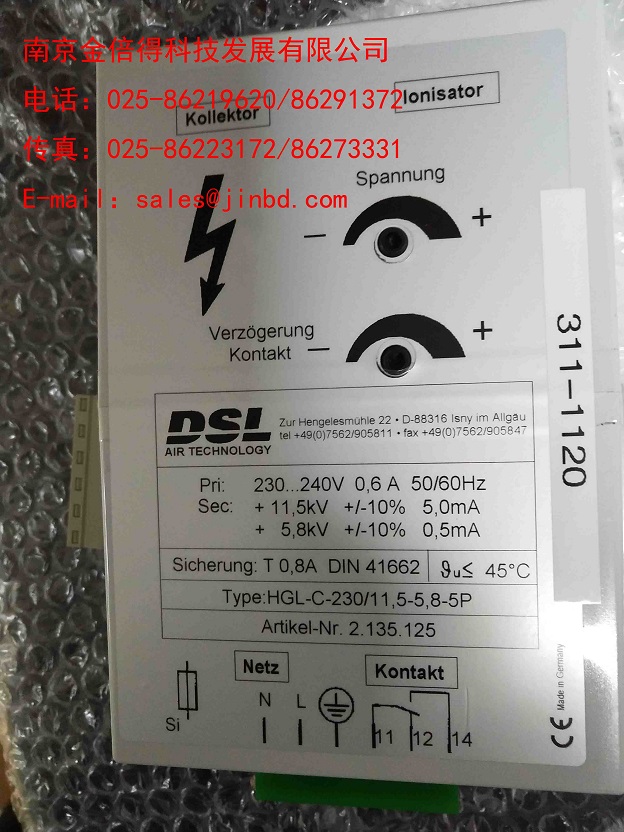 南京金倍得科技发展有限公司
电话：025-86219620/86291372
传真：025-86223172/86273331
E-mail：sales@jinbd.com
Kollektor
Ionisator
Spannung
− +
Verzögerung
Kontakt
− +
311-1120
DSL
AIR TECHNOLOGY
Zur Hengelesmühle 22 • D-88316 Isny im Allgäu
tel +49(0)7562/905811 • fax +49(0)7562/905847
Pri: 230...240V 0,6 A 50/60Hz
Sec: + 11,5kV +/-10% 5,0mA
+ 5,8kV +/-10% 0,5mA
Sicherung: T 0,8A DIN 41662 ϑu≤ 45°C
Type:HGL-C-230/11,5-5,8-5P
Artikel-Nr. 2.135.125
Netz
Kontakt
Si
N L
11 12 14
CE Made in Germany